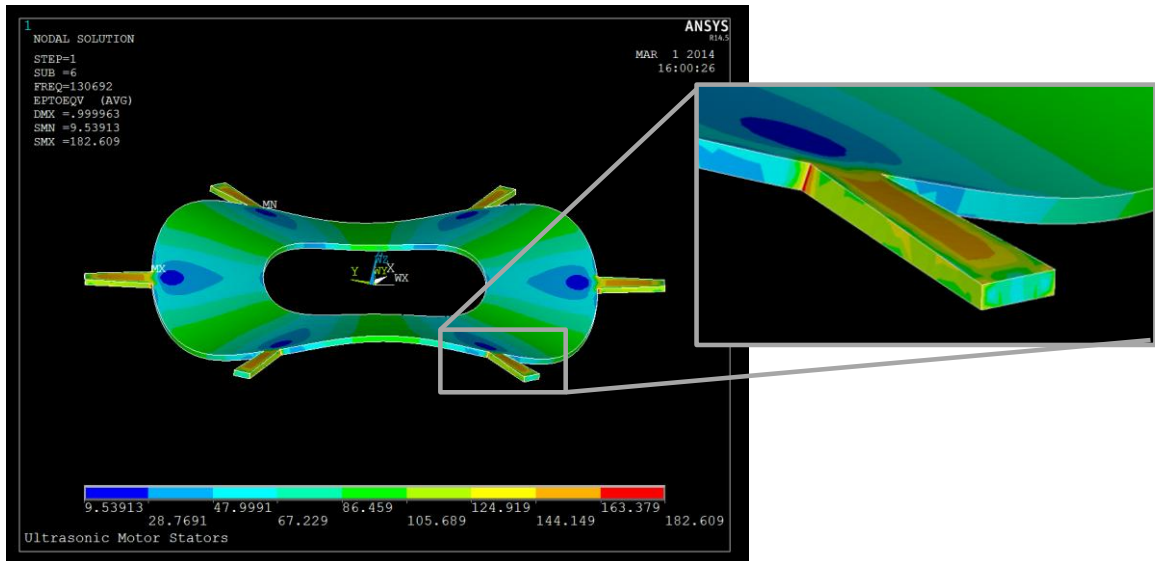 1
NODAL SOLUTION
STEP=1
SUB =6
FREQ=130692
EPTOEQV (AVG)
DMX =.999963
SMN =9.53913
SMX =182.609
ANSYS
R14.5
MAR 1 2014
16:00:26
MN
MX
Y
WY
X
WX
9.53913 47.9991 86.459 124.919 163.379
28.7691 67.229 105.689 144.149 182.609
Ultrasonic Motor Stators